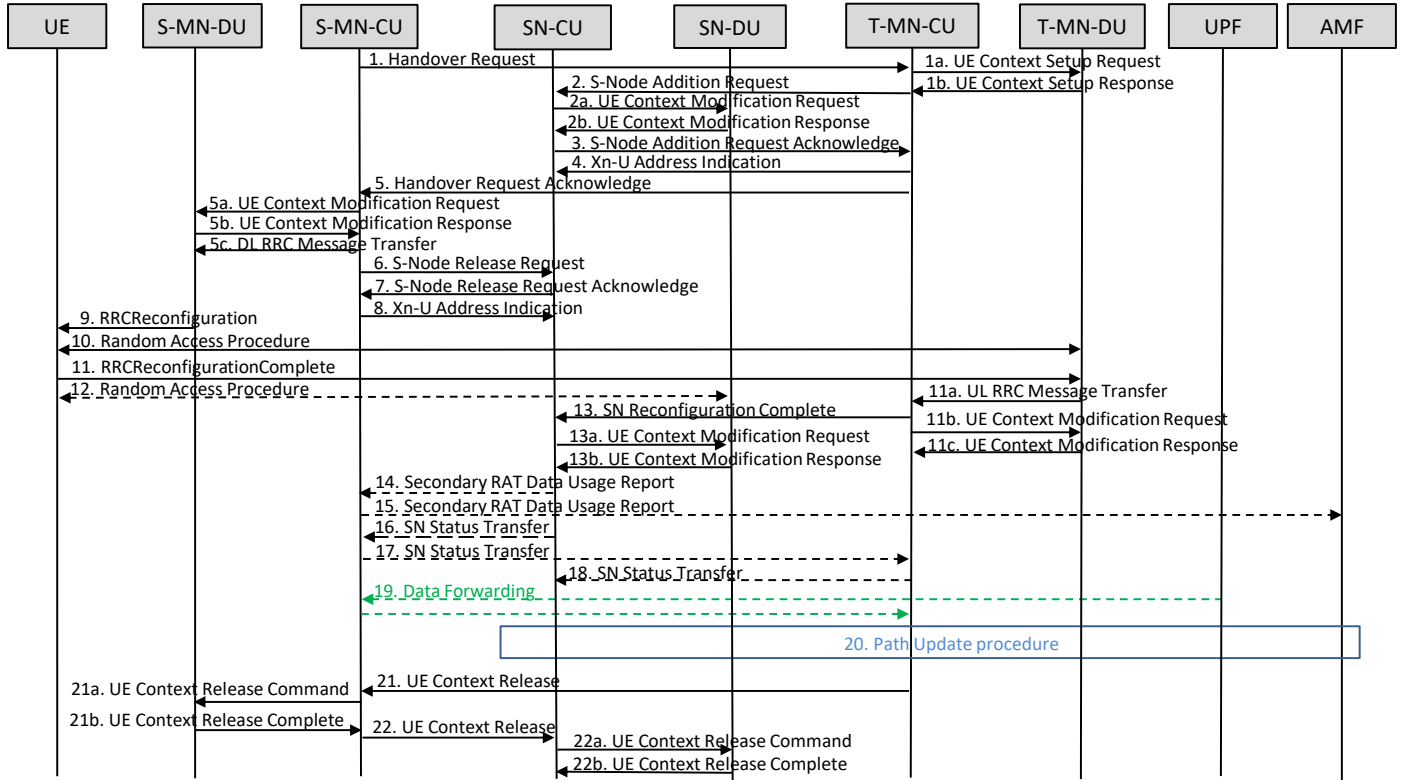 UE
S-MN-DU
S-MN-CU
SN-CU
SN-DU
T-MN-CU
T-MN-DU
UPF
AMF
1. Handover Request
1a. UE Context Setup Request
2. S-Node Addition Request
1b. UE Context Setup Response
2a. UE Context Modification Request
2b. UE Context Modification Response
3. S-Node Addition Request Acknowledge
4. Xn-U Address Indication
5. Handover Request Acknowledge
5a. UE Context Modification Request
5b. UE Context Modification Response
5c. DL RRC Message Transfer
6. S-Node Release Request
7. S-Node Release Request Acknowledge
8. Xn-U Address Indication
9. RRCReconfiguration
10. Random Access Procedure
11. RRCReconfigurationComplete
12. Random Access Procedure
11a. UL RRC Message Transfer
13. SN Reconfiguration Complete
11b. UE Context Modification Request
13a. UE Context Modification Request
11c. UE Context Modification Response
13b. UE Context Modification Response
14. Secondary RAT Data Usage Report
15. Secondary RAT Data Usage Report
16. SN Status Transfer
17. SN Status Transfer
18. SN Status Transfer
19. Data Forwarding
20. Path Update procedure
21. UE Context Release
21a. UE Context Release Command
21b. UE Context Release Complete
22. UE Context Release
22a. UE Context Release Command
22b. UE Context Release Complete